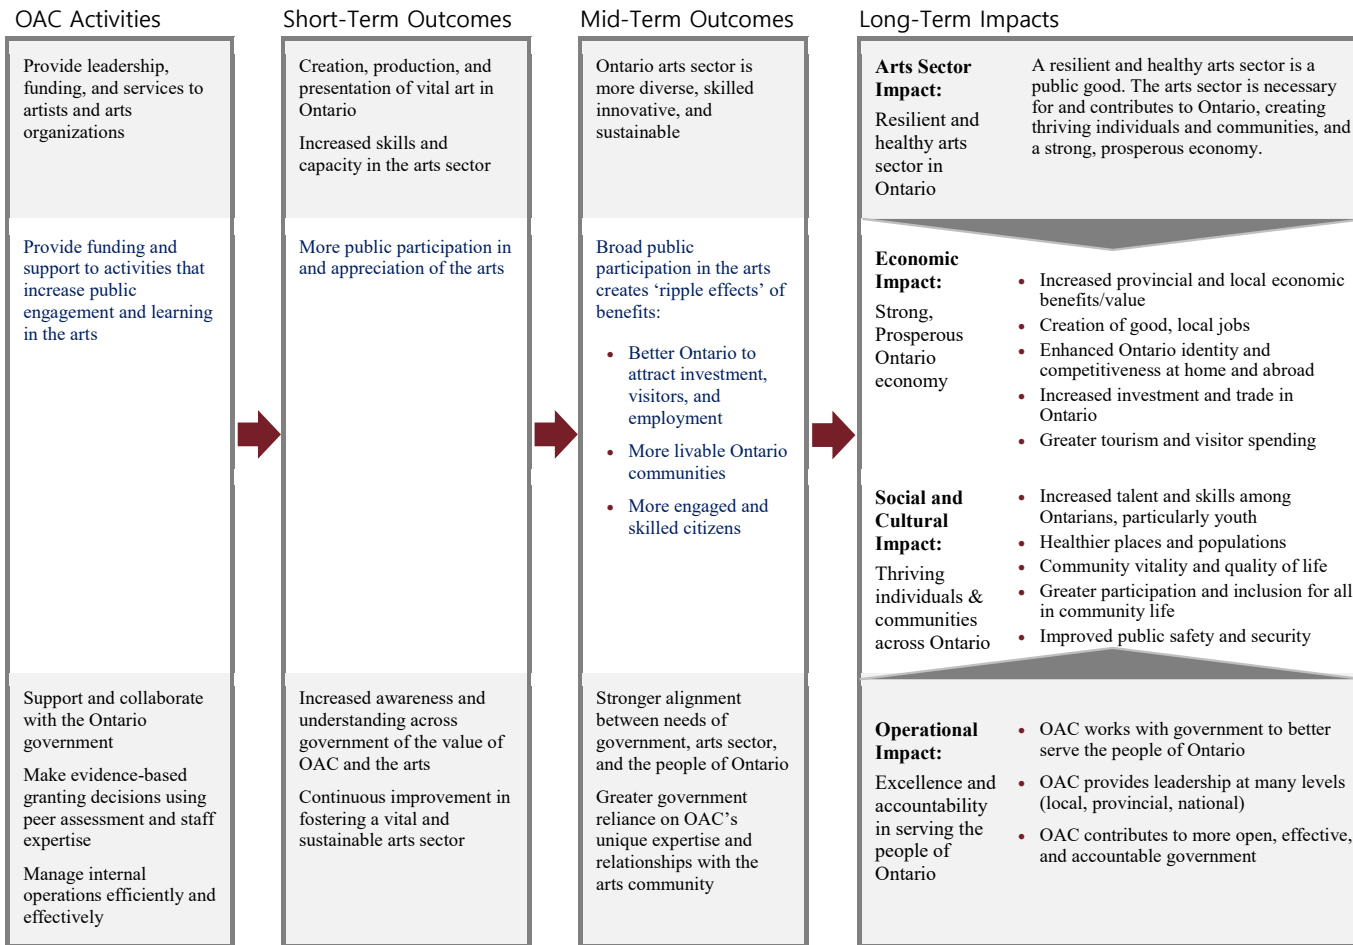 OAC Activities
Provide leadership,
funding, and services to
artists and arts
organizations
Provide funding and
support to activities that
increase public
engagement and learning
in the arts
Support and collaborate
with the Ontario
government
Make evidence-based
granting decisions using
peer assessment and staff
expertise
Manage internal
operations efficiently and
effectively
Short-Term Outcomes
Creation, production, and
presentation of vital art in
Ontario
Increased skills and
capacity in the arts sector
More public participation in
and appreciation of the arts
Increased awareness and
understanding across
government of the value of
OAC and the arts
Continuous improvement in
fostering a vital and
sustainable arts sector
Mid-Term Outcomes
Ontario arts sector is
more diverse, skilled
innovative, and
sustainable
Broad public
participation in the arts
creates ‘ripple effects’ of
benefits:
• Better Ontario to
attract investment,
visitors, and
employment
• More livable Ontario
communities
• More engaged and
skilled citizens
Stronger alignment
between needs of
government, arts sector,
and the people of Ontario
Greater government
reliance on OAC’s
unique expertise and
relationships with the
arts community
Long-Term Impacts
Arts Sector
Impact:
Resilient and
healthy arts
sector in
Ontario
A resilient and healthy arts sector is a
public good. The arts sector is necessary
for and contributes to Ontario, creating
thriving individuals and communities, and
a strong, prosperous economy.
Economic
Impact:
Strong,
Prosperous
Ontario
economy
• Increased provincial and local economic
benefits/value
• Creation of good, local jobs
• Enhanced Ontario identity and
competitiveness at home and abroad
• Increased investment and trade in
Ontario
• Greater tourism and visitor spending
Social and
Cultural
Impact:
Thriving
individuals &
communities
across Ontario
• Increased talent and skills among
Ontarians, particularly youth
• Healthier places and populations
• Community vitality and quality of life
• Greater participation and inclusion for all
in community life
• Improved public safety and security
Operational
Impact:
Excellence and
accountability
in serving the
people of
Ontario
• OAC works with government to better
serve the people of Ontario
• OAC provides leadership at many levels
(local, provincial, national)
• OAC contributes to more open, effective,
and accountable government